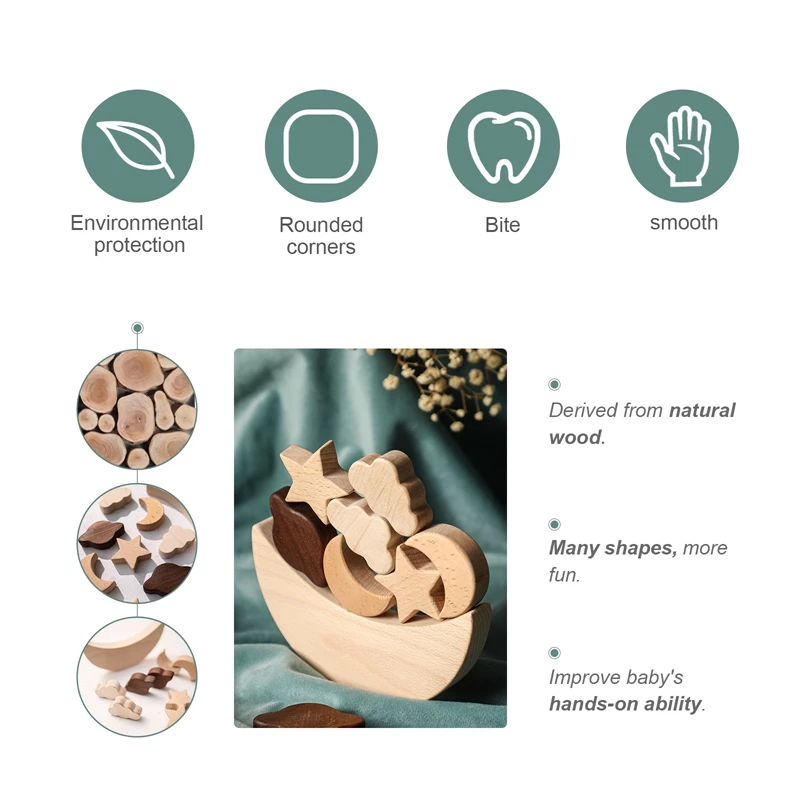 Environmental
protection
Rounded
corners
Bite
smooth
Derived from natural
wood.
Many shapes, more
fun.
Improve baby's
hands-on ability.